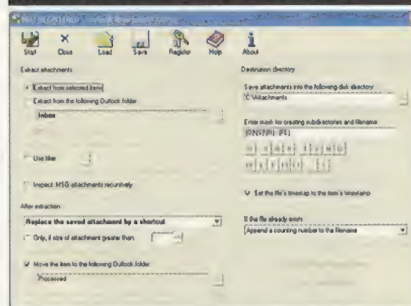 Start Close Load Save Register Help About
Extract attachments
Extract from selected items
Extract from the following Outlook folder:
Inbox
Use filter
Inspect .MSG attachments recursively
After extraction
Replace the saved attachment by a shortcut
Only, if size of attachment greater than:
Move the item to the following Outlook folder:
Processed
Destination directory
Save attachments into the following disk directory:
C:\Attachments
Enter mask for creating subdirectories and filename
Set the file's timestamp to the item's timestamp
If the file already exists
Append a counting number to the filename